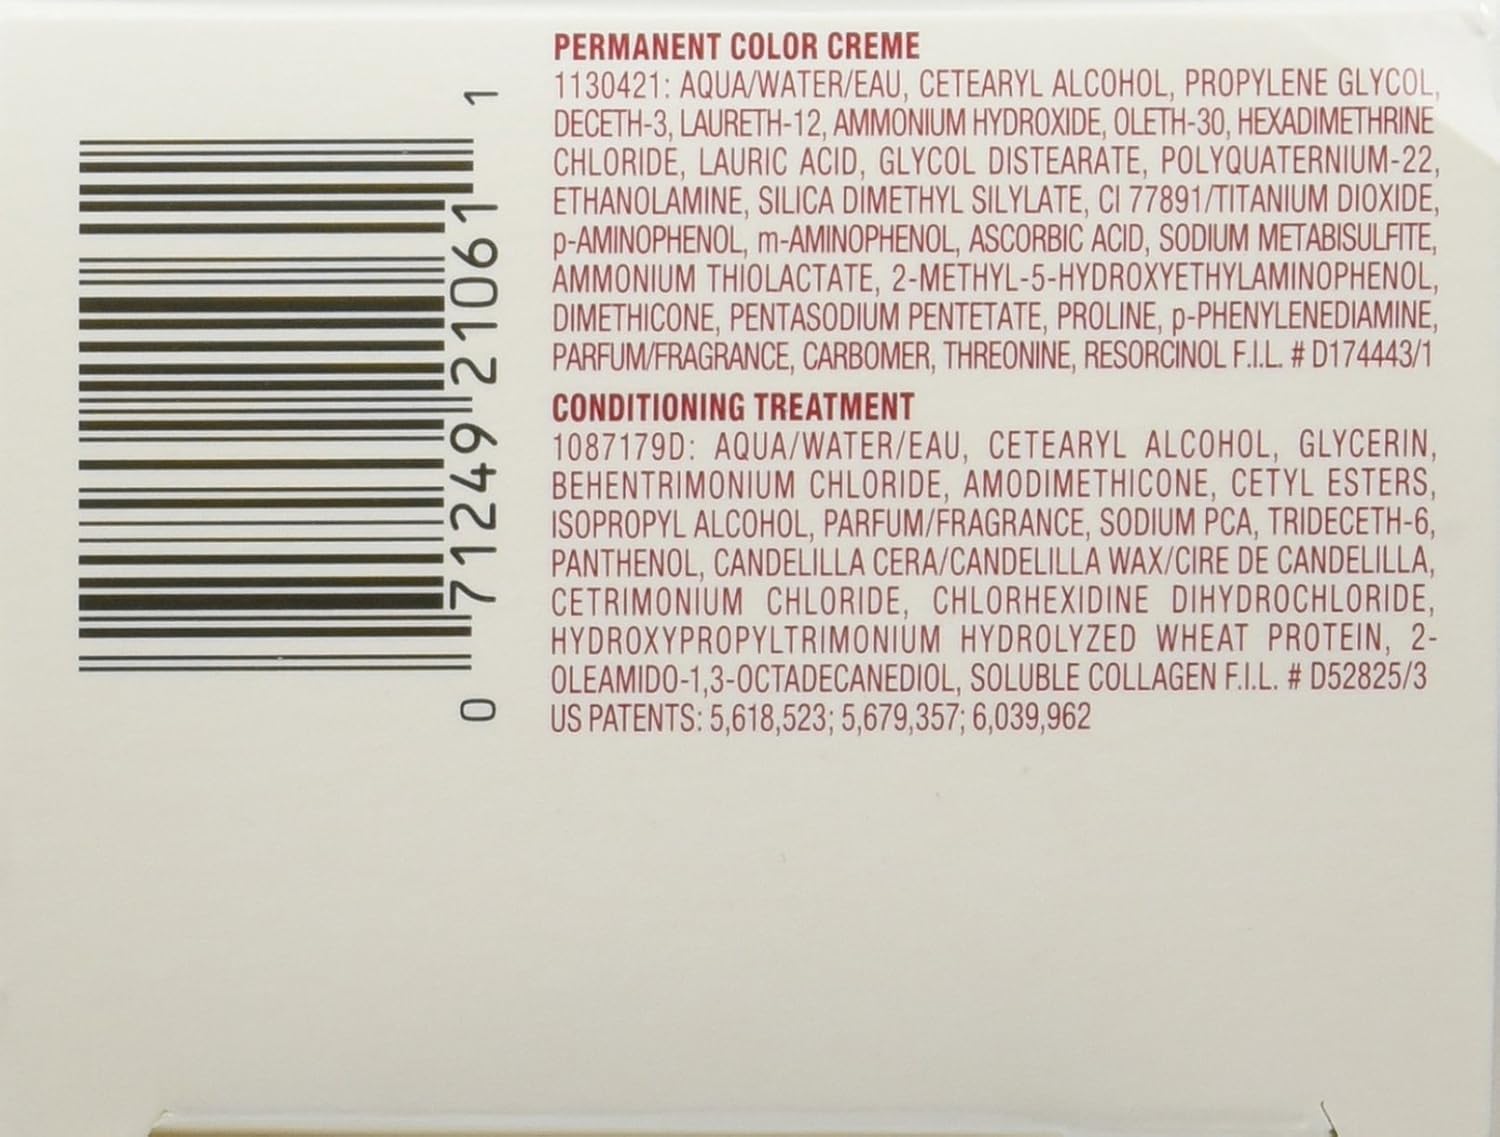 PERMANENT COLOR CREME
1130421: AQUA/WATER/EAU, CETEARYL ALCOHOL, PROPYLENE GLYCOL,
DECETH-3, LAURETH-12, AMMONIUM HYDROXIDE, OLETH-30, HEXADIMETHRINE
CHLORIDE, LAURIC ACID, GLYCOL DISTEARATE, POLYQUATERNIUM-22,
ETHANOLAMINE, SILICA DIMETHYL SILYLATE, CI 77891/TITANIUM DIOXIDE,
p-AMINOPHENOL, m-AMINOPHENOL, ASCORBIC ACID, SODIUM METABISULFITE,
AMMONIUM THIOLACTATE, 2-METHYL-5-HYDROXYETHYLAMINOPHENOL,
DIMETHICONE, PENTASODIUM PENTETATE, PROLINE, p-PHENYLENEDIAMINE,
PARFUM/FRAGRANCE, CARBOMER, THREONINE, RESORCINOL F.I.L. # D174443/1
CONDITIONING TREATMENT
1087179D: AQUA/WATER/EAU, CETEARYL ALCOHOL, GLYCERIN,
BEHENTRIMONIUM CHLORIDE, AMODIMETHICONE, CETYL ESTERS,
ISOPROPYL ALCOHOL, PARFUM/FRAGRANCE, SODIUM PCA, TRIDECETH-6,
PANTHENOL, CANDELILLA CERA/CANDELILLA WAX/CIRE DE CANDELILLA,
CETRIMONIUM CHLORIDE, CHLORHEXIDINE DIHYDROCHLORIDE,
HYDROXYPROPYLTRIMONIUM HYDROLYZED WHEAT PROTEIN, 2-
OLEAMIDO-1,3-OCTADECANEDIOL, SOLUBLE COLLAGEN F.I.L. # D52825/3
US PATENTS: 5,618,523; 5,679,357; 6,039,962
0 71249 21061 1